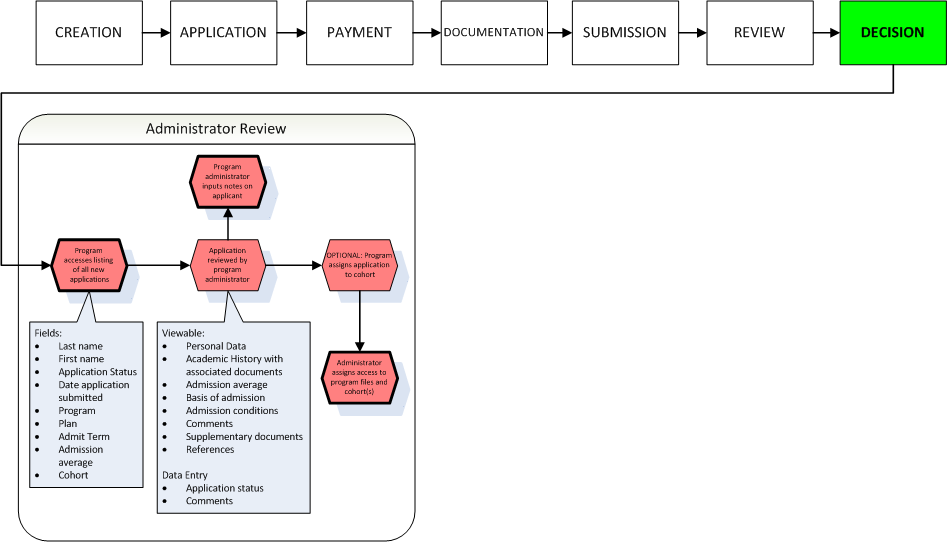 CREATION
APPLICATION
PAYMENT
DOCUMENTATION
SUBMISSION
REVIEW
DECISION
Administrator Review
Program
administrator
inputs notes on
applicant
Program
accesses listing
of all new
applications
Application
reviewed by
program
administrator
OPTIONAL: Program
assigns application
to cohort
Administrator
assigns access to
program files and
cohort(s)
Fields:
• Last name
• First name
• Application Status
• Date application
submitted
• Program
• Plan
• Admit Term
• Admission
average
• Cohort
Viewable:
• Personal Data
• Academic History with
associated documents
• Admission average
• Basis of admission
• Admission conditions
• Comments
• Supplementary documents
• References
Data Entry
• Application status
• Comments